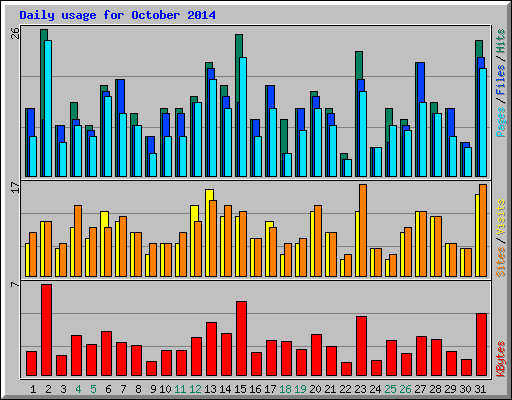 Daily usage for October 2014
26
17
7
Pages/Files/Hits
Sites/Visits
KBytes
1 2 3 4 5 6 7 8 9 10 11 12 13 14 15 16 17 18 19 20 21 22 23 24 25 26 27 28 29 30 31